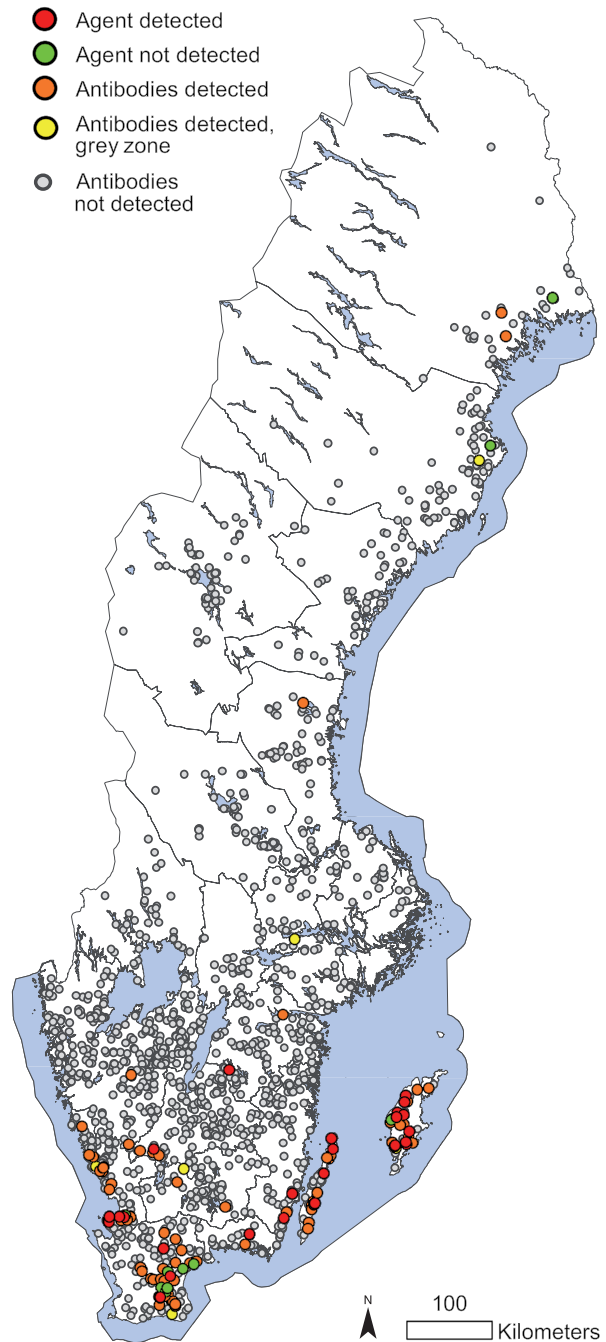 Agent detected
Agent not detected
Antibodies detected
Antibodies detected,
grey zone
Antibodies
not detected
N
100
Kilometers